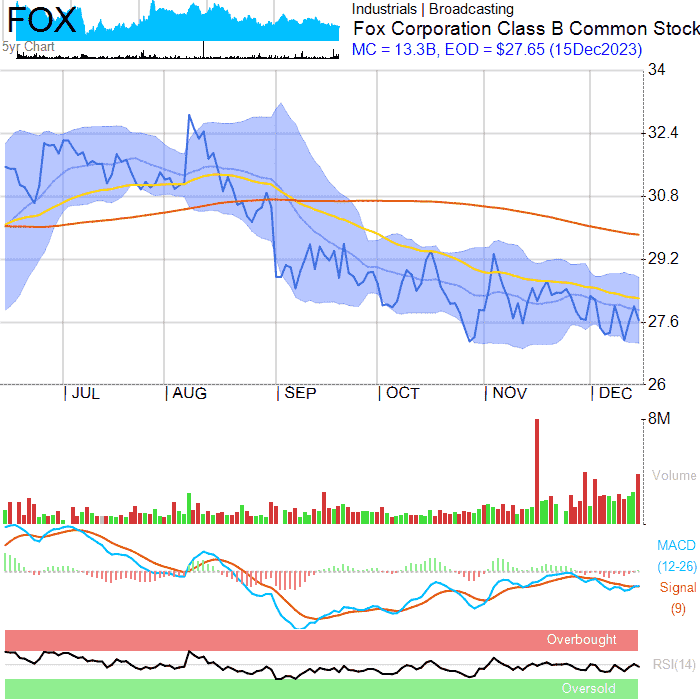 FOX
Industrials | Broadcasting
Fox Corporation Class B Common Stock
MC = 13.3B, EOD = $27.65 (15Dec2023)
5yr Chart
34
32.4
30.8
29.2
27.6
26
| JUL | AUG | SEP | OCT | NOV | DEC
8M
Volume
MACD
(12-26)
Signal
(9)
Overbought
RSI(14)
Oversold